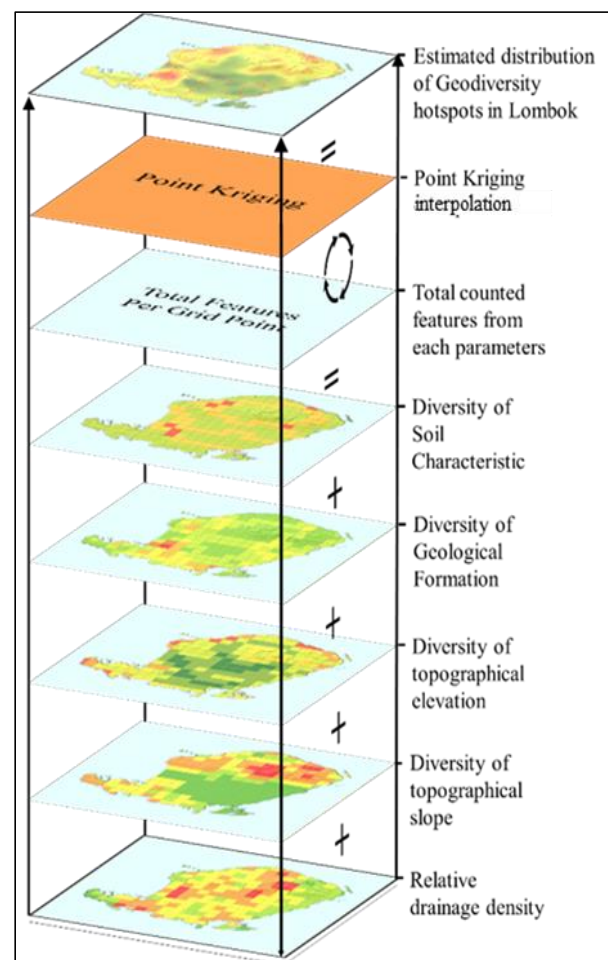 Estimated distribution
of Geodiversity
hotspots in Lombok
=
Point Kriging
Point Kriging
interpolation
Total Features
Per Grid Point
Total counted
features from
each parameters
=
Diversity of
Soil
Characteristic
+
Diversity of
Geological
Formation
+
Diversity of
topographical
elevation
+
Diversity of
topographical
slope
+
Relative
drainage density